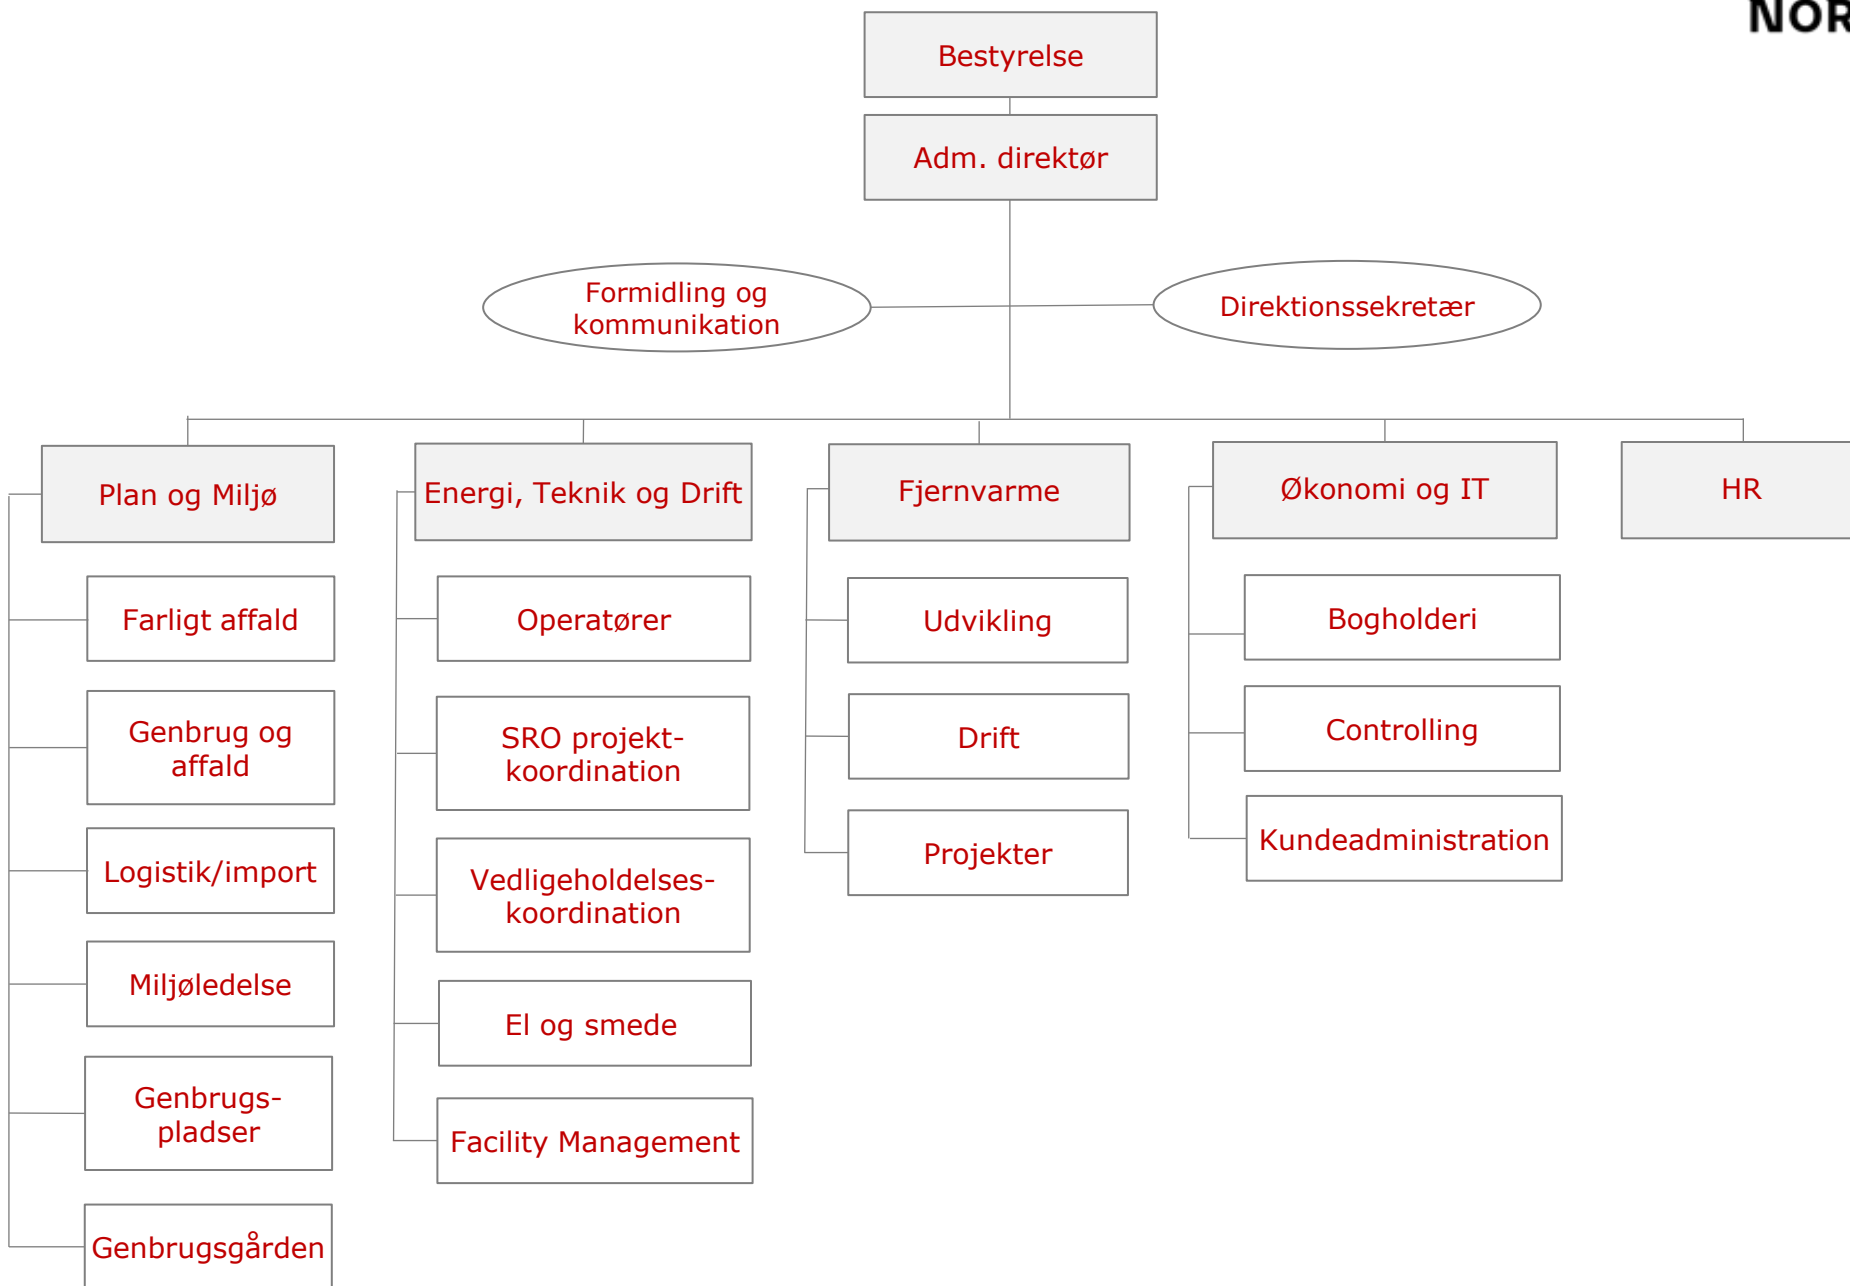 NOR
Bestyrelse
Adm. direktør
Formidling og
kommunikation
Direktionssekretær
Plan og Miljø
Energi, Teknik og Drift
Fjernvarme
Økonomi og IT
HR
Farligt affald
Genbrug og
affald
Logistik/import
Miljøledelse
Genbrugs-
pladser
Genbrugsgården
Operatører
SRO projekt-
koordination
Vedligeholdelses-
koordination
El og smede
Facility Management
Udvikling
Drift
Projekter
Bogholderi
Controlling
Kundeadministration